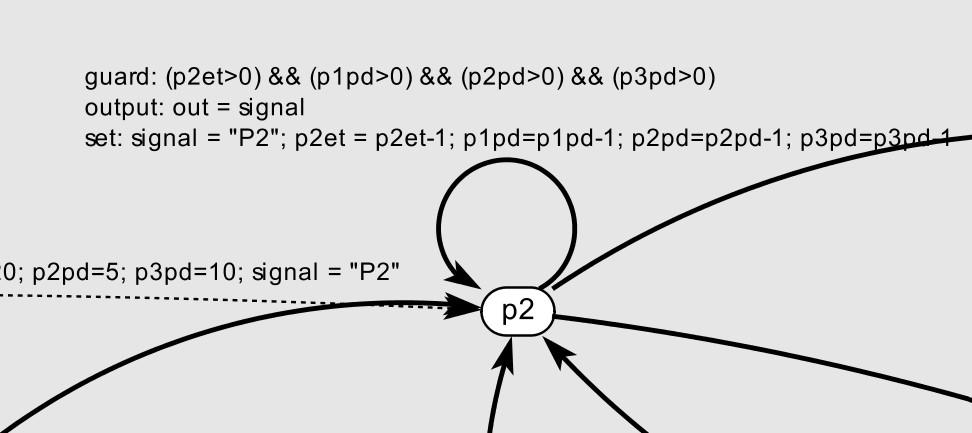 guard: (p2et>0) && (p1pd>0) && (p2pd>0) && (p3pd>0)
output: out = signal
set: signal = "P2"; p2et = p2et-1; p1pd=p1pd-1; p2pd=p2pd-1; p3pd=p3pd-1
20; p2pd=5; p3pd=10; signal = "P2"
p2